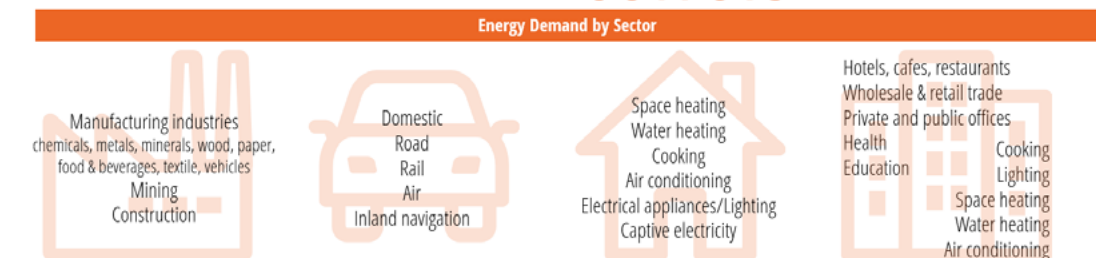 Energy Demand by Sector
Manufacturing industries
chemicals, metals, minerals, wood, paper,
food & beverages, textile, vehicles
Mining
Construction
Domestic
Road
Rail
Air
Inland navigation
Space heating
Water heating
Cooking
Air conditioning
Electrical appliances/Lighting
Captive electricity
Hotels, cafes, restaurants
Wholesale & retail trade
Private and public offices
Health
Education
Cooking
Lighting
Space heating
Water heating
Air conditioning